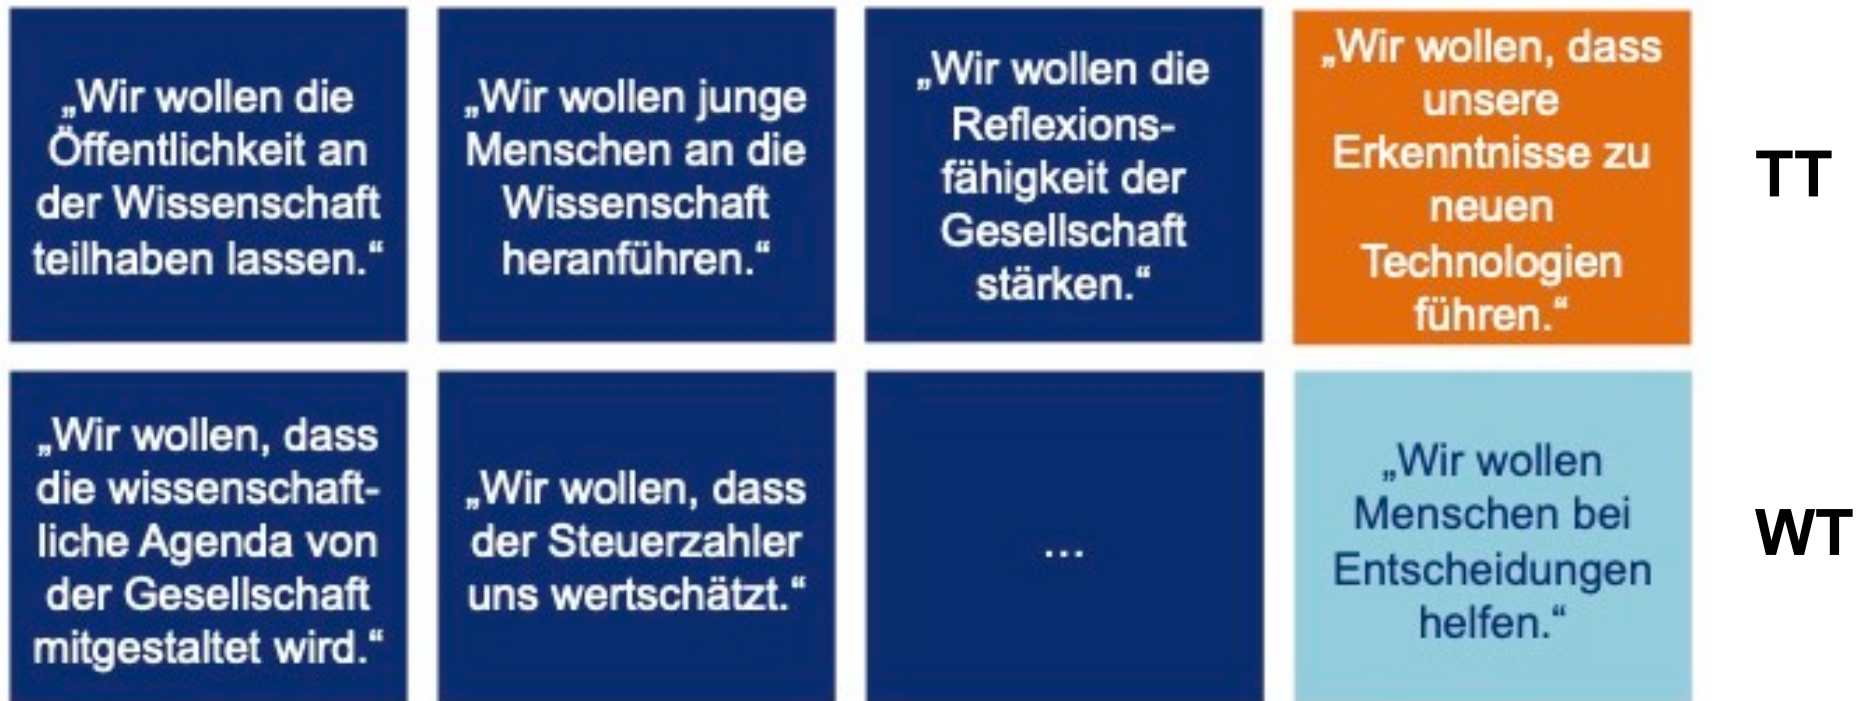 „Wir wollen die
Öffentlichkeit an
der Wissenschaft
teilhaben lassen.“
„Wir wollen junge
Menschen an die
Wissenschaft
heranführen.“
„Wir wollen die
Reflexions-
fähigkeit der
Gesellschaft
stärken.“
„Wir wollen, dass
unsere
Erkenntnisse zu
neuen
Technologien
führen.“
TT
„Wir wollen, dass
die wissenschaft-
liche Agenda von
der Gesellschaft
mitgestaltet wird.“
„Wir wollen, dass
der Steuerzahler
uns wertschätzt.“
...
„Wir wollen
Menschen bei
Entscheidungen
helfen.“
WT